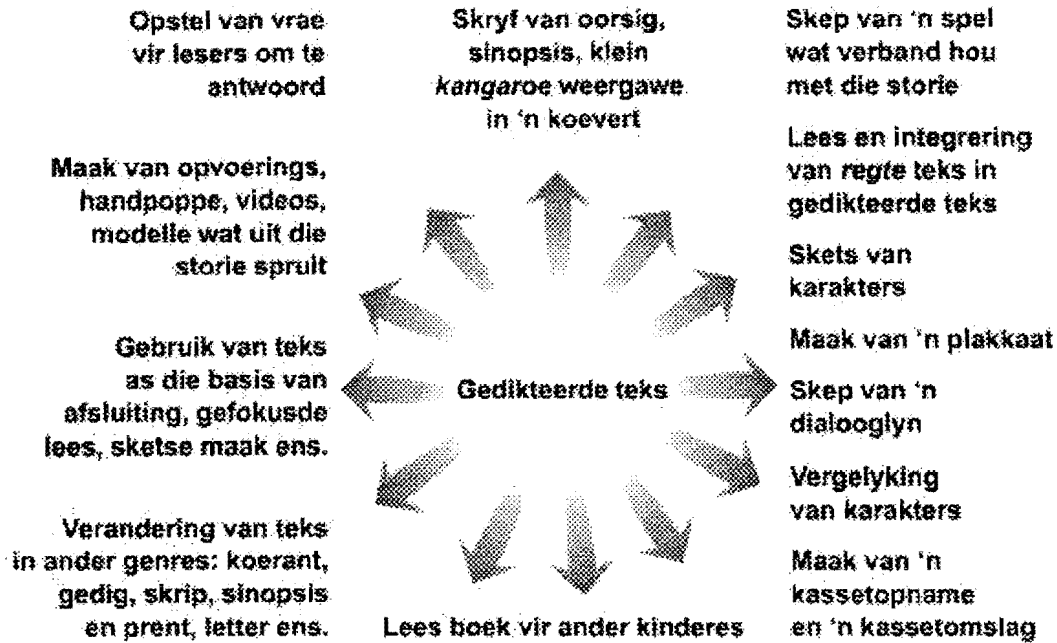 Opstel van vrae
vir lesers om te
antwoord
Skryf van oorsig,
sinopsis, klein
kangaroe weergawe
in 'n koevert
Skep van 'n spel
wat verband hou
met die storie
Maak van opvoerings,
handpoppe, videos,
modelle wat uit die
storie spruit
Lees en integrering
van regte teks in
gedikteerde teks
Skets van
karakters
Maak van 'n plakkaat
Gebruik van teks
as die basis van
afsluiting, gefokusde
lees, sketse maak ens.
Gedikteerde teks
Skep van 'n
dialooglyn
Vergelyking
van karakters
Verandering van teks
in ander genres: koerant,
gedig, skrip, sinopsis
en prent, letter ens.
Lees boek vir ander kinderes
Maak van 'n
kassetopname
en 'n kassetomslag